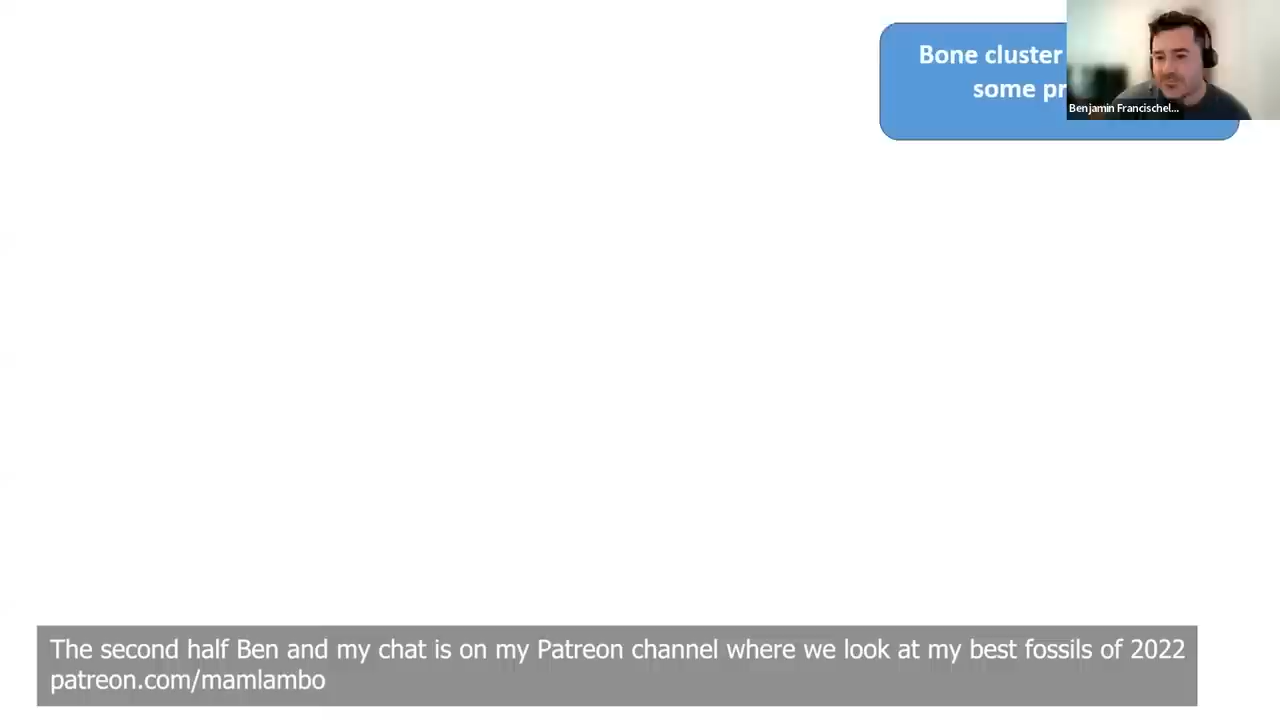 Bone cluster
some pr
Benjamin Francischel...
The second half Ben and my chat is on my Patreon channel where we look at my best fossils of 2022
patreon.com/mamlambo